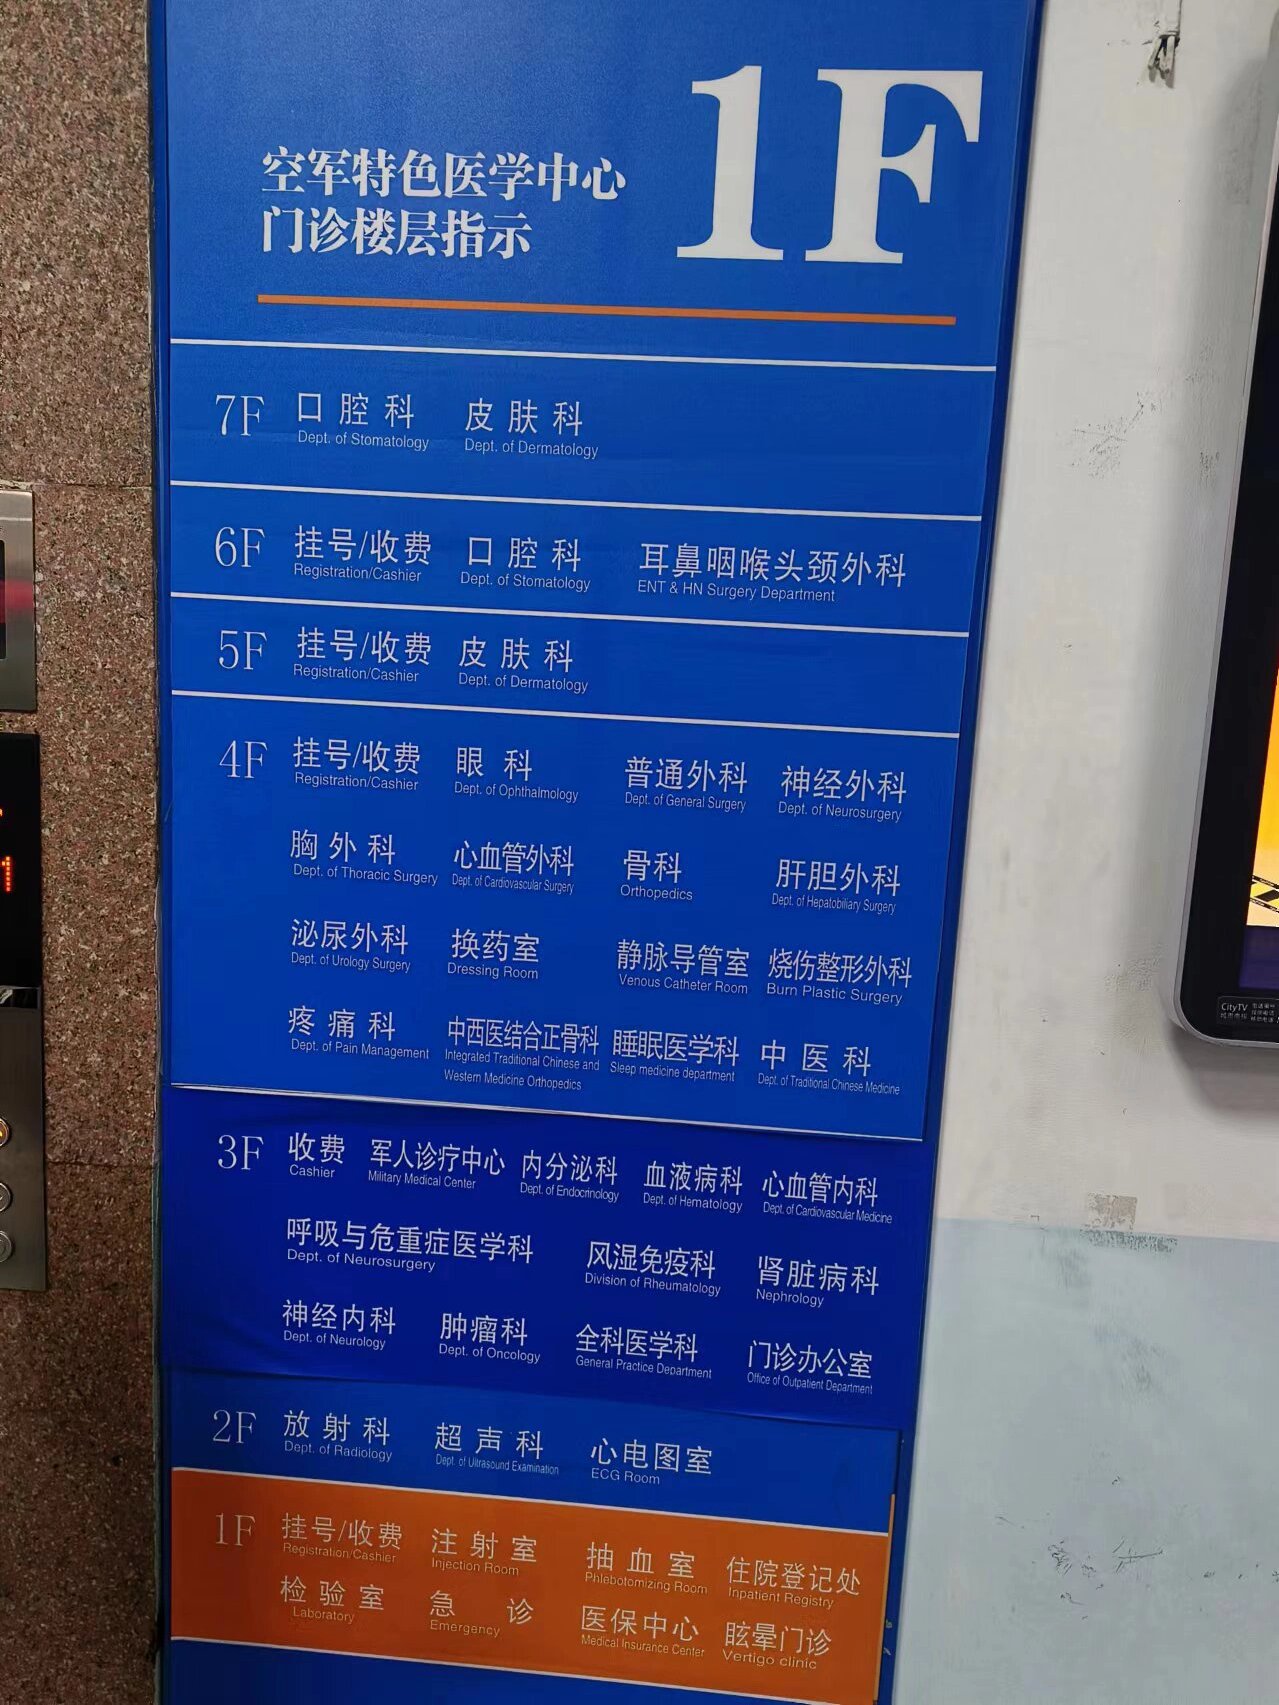 1F
空军特色医学中心
门诊楼层指示
7F 口腔科 皮肤科
Dept. of Stomatology Dept. of Dermatology
6F 挂号/收费 口腔科 耳鼻咽喉头颈外科
Registration/Cashier Dept. of Stomatology ENT & HN Surgery Department
5F 挂号/收费 皮肤科
Registration/Cashier Dept. of Dermatology
4F 挂号/收费 眼科 普通外科 神经外科
Registration/Cashier Dept. of Ophthalmology Dept. of General Surgery Dept. of Neurosurgery
胸外科 心血管外科 骨科 肝胆外科
Dept. of Thoracic Surgery Dept. of Cardiovascular Surgery Orthopedics Dept. of Hepatobiliary Surgery
泌尿外科 换药室 静脉导管室 烧伤整形外科
Dept. of Urology Surgery Dressing Room Venous Catheter Room Burn Plastic Surgery
疼痛科 中西医结合正骨科 睡眠医学科 中医科
Dept. of Pain Management Integrated Traditional Chinese and Sleep medicine department Dept. of Traditional Chinese Medicine
Western Medicine Orthopedics
3F 收费 军人诊疗中心 内分泌科 血液病科 心血管内科
Cashier Military Medical Center Dept. of Endocrinology Dept. of Hematology Dept. of Cardiovascular Medicine
呼吸与危重症医学科 风湿免疫科 肾脏病科
Dept. of Neurosurgery Division of Rheumatology Nephrology
神经内科 肿瘤科 全科医学科 门诊办公室
Dept. of Neurology Dept. of Oncology General Practice Department Office of Outpatient Department
2F 放射科 超声科 心电图室
Dept. of Radiology Dept. of Ultrasound Examination ECG Room
1F 挂号/收费 注射室 抽血室 住院登记处
Registration/Cashier Injection Room Phlebotomizing Room Inpatient Registry
检验室 急诊 医保中心 眩晕门诊
Laboratory Emergency Medical Insurance Center Vertigo clinic
1
CityTV